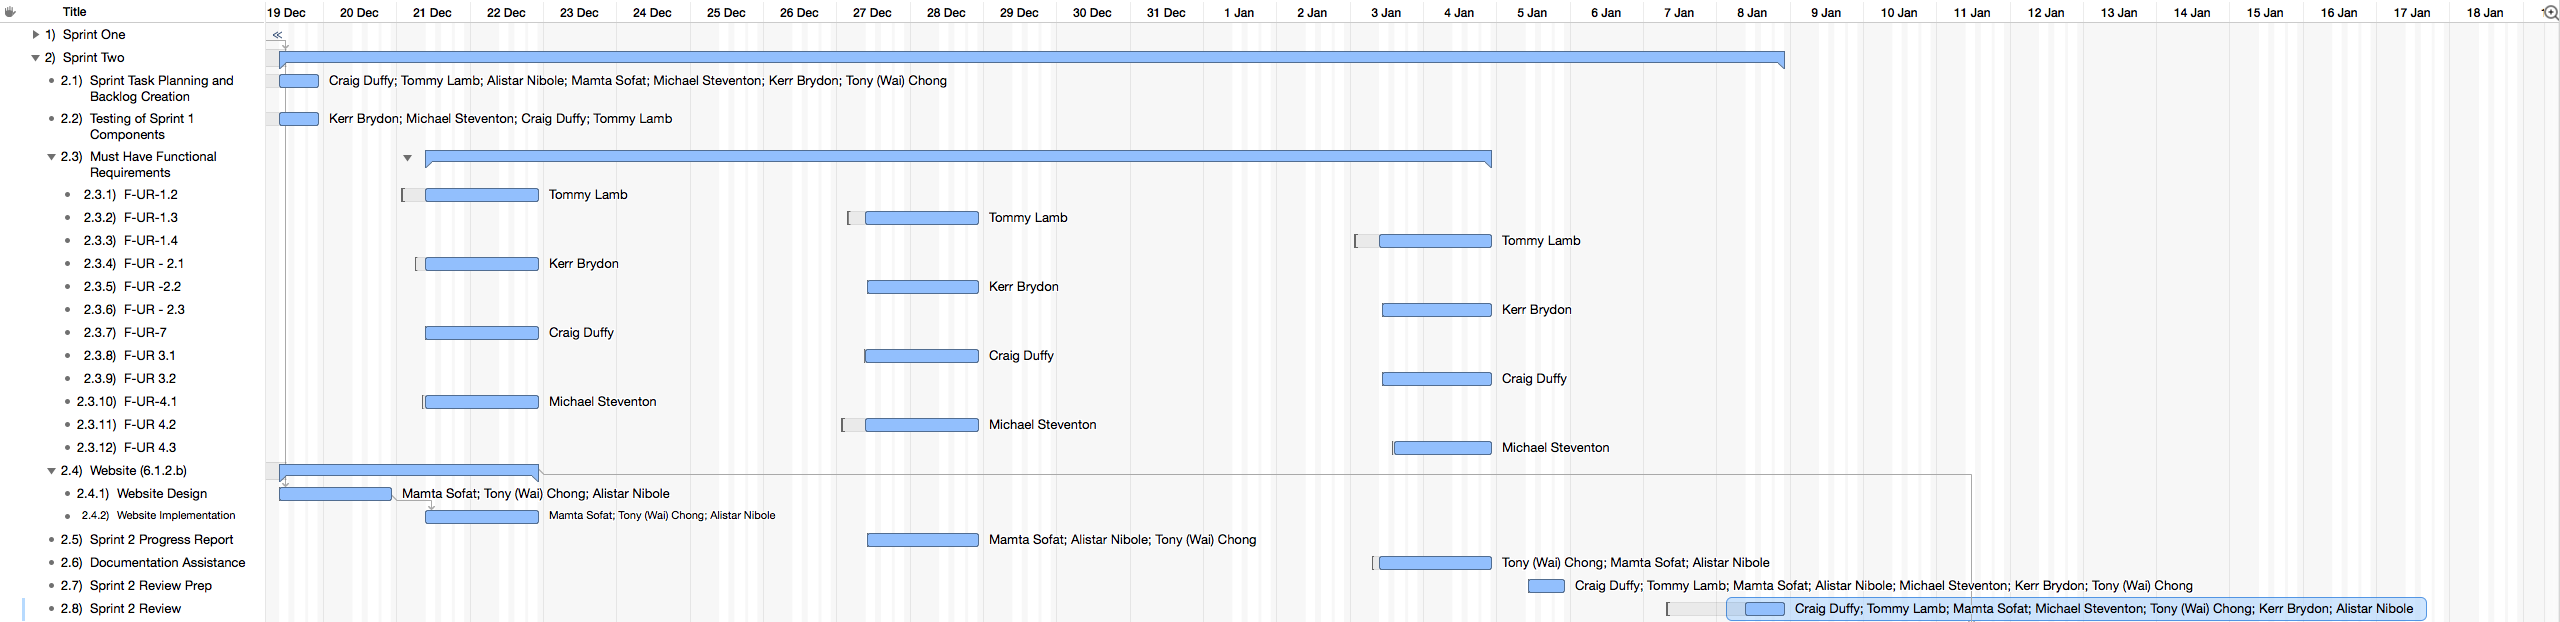 Title 19 Dec 20 Dec 21 Dec 22 Dec 23 Dec 24 Dec 25 Dec 26 Dec 27 Dec 28 Dec 29 Dec 30 Dec 31 Dec 1 Jan 2 Jan 3 Jan 4 Jan 5 Jan 6 Jan 7 Jan 8 Jan 9 Jan 10 Jan 11 Jan 12 Jan 13 Jan 14 Jan 15 Jan 16 Jan 17 Jan 18 Jan
1) Sprint One
2) Sprint Two
2.1) Sprint Task Planning and Craig Duffy; Tommy Lamb; Alistar Nibole; Mamta Sofat; Michael Steventon; Kerr Brydon; Tony (Wai) Chong
Backlog Creation
2.2) Testing of Sprint 1 Kerr Brydon; Michael Steventon; Craig Duffy; Tommy Lamb
Components
2.3) Must Have Functional
Requirements
2.3.1) F-UR-1.2 Tommy Lamb
2.3.2) F-UR-1.3 Tommy Lamb
2.3.3) F-UR-1.4 Tommy Lamb
2.3.4) F-UR - 2.1 Kerr Brydon
2.3.5) F-UR -2.2 Kerr Brydon
2.3.6) F-UR - 2.3 Kerr Brydon
2.3.7) F-UR-7 Craig Duffy
2.3.8) F-UR 3.1 Craig Duffy
2.3.9) F-UR 3.2 Craig Duffy
2.3.10) F-UR-4.1 Michael Steventon
2.3.11) F-UR 4.2 Michael Steventon
2.3.12) F-UR 4.3 Michael Steventon
2.4) Website (6.1.2.b)
2.4.1) Website Design Mamta Sofat; Tony (Wai) Chong; Alistar Nibole
2.4.2) Website Implementation Mamta Sofat; Tony (Wai) Chong; Alistar Nibole
2.5) Sprint 2 Progress Report Mamta Sofat; Alistar Nibole; Tony (Wai) Chong
2.6) Documentation Assistance Tony (Wai) Chong; Mamta Sofat; Alistar Nibole
2.7) Sprint 2 Review Prep Craig Duffy; Tommy Lamb; Mamta Sofat; Alistar Nibole; Michael Steventon; Kerr Brydon; Tony (Wai) Chong
2.8) Sprint 2 Review Craig Duffy; Tommy Lamb; Mamta Sofat; Michael Steventon; Tony (Wai) Chong; Kerr Brydon; Alistar Nibole